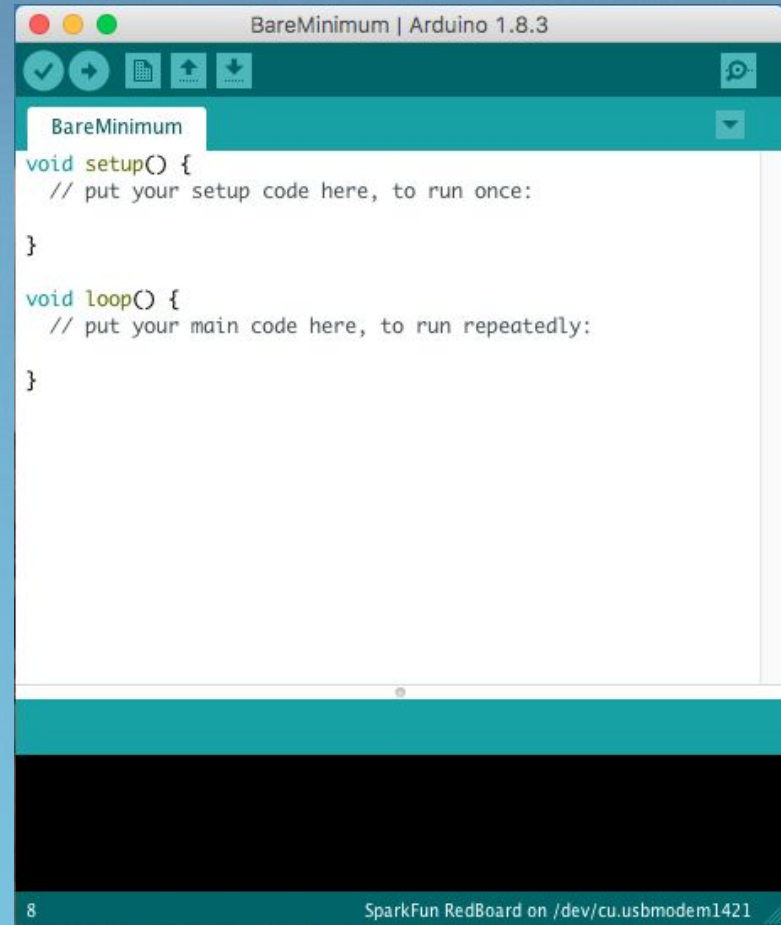 BareMinimum | Arduino 1.8.3
BareMinimum
void setup() {
  // put your setup code here, to run once:
}
void loop() {
  // put your main code here, to run repeatedly:
}
8 SparkFun RedBoard on /dev/cu.usbmodem1421